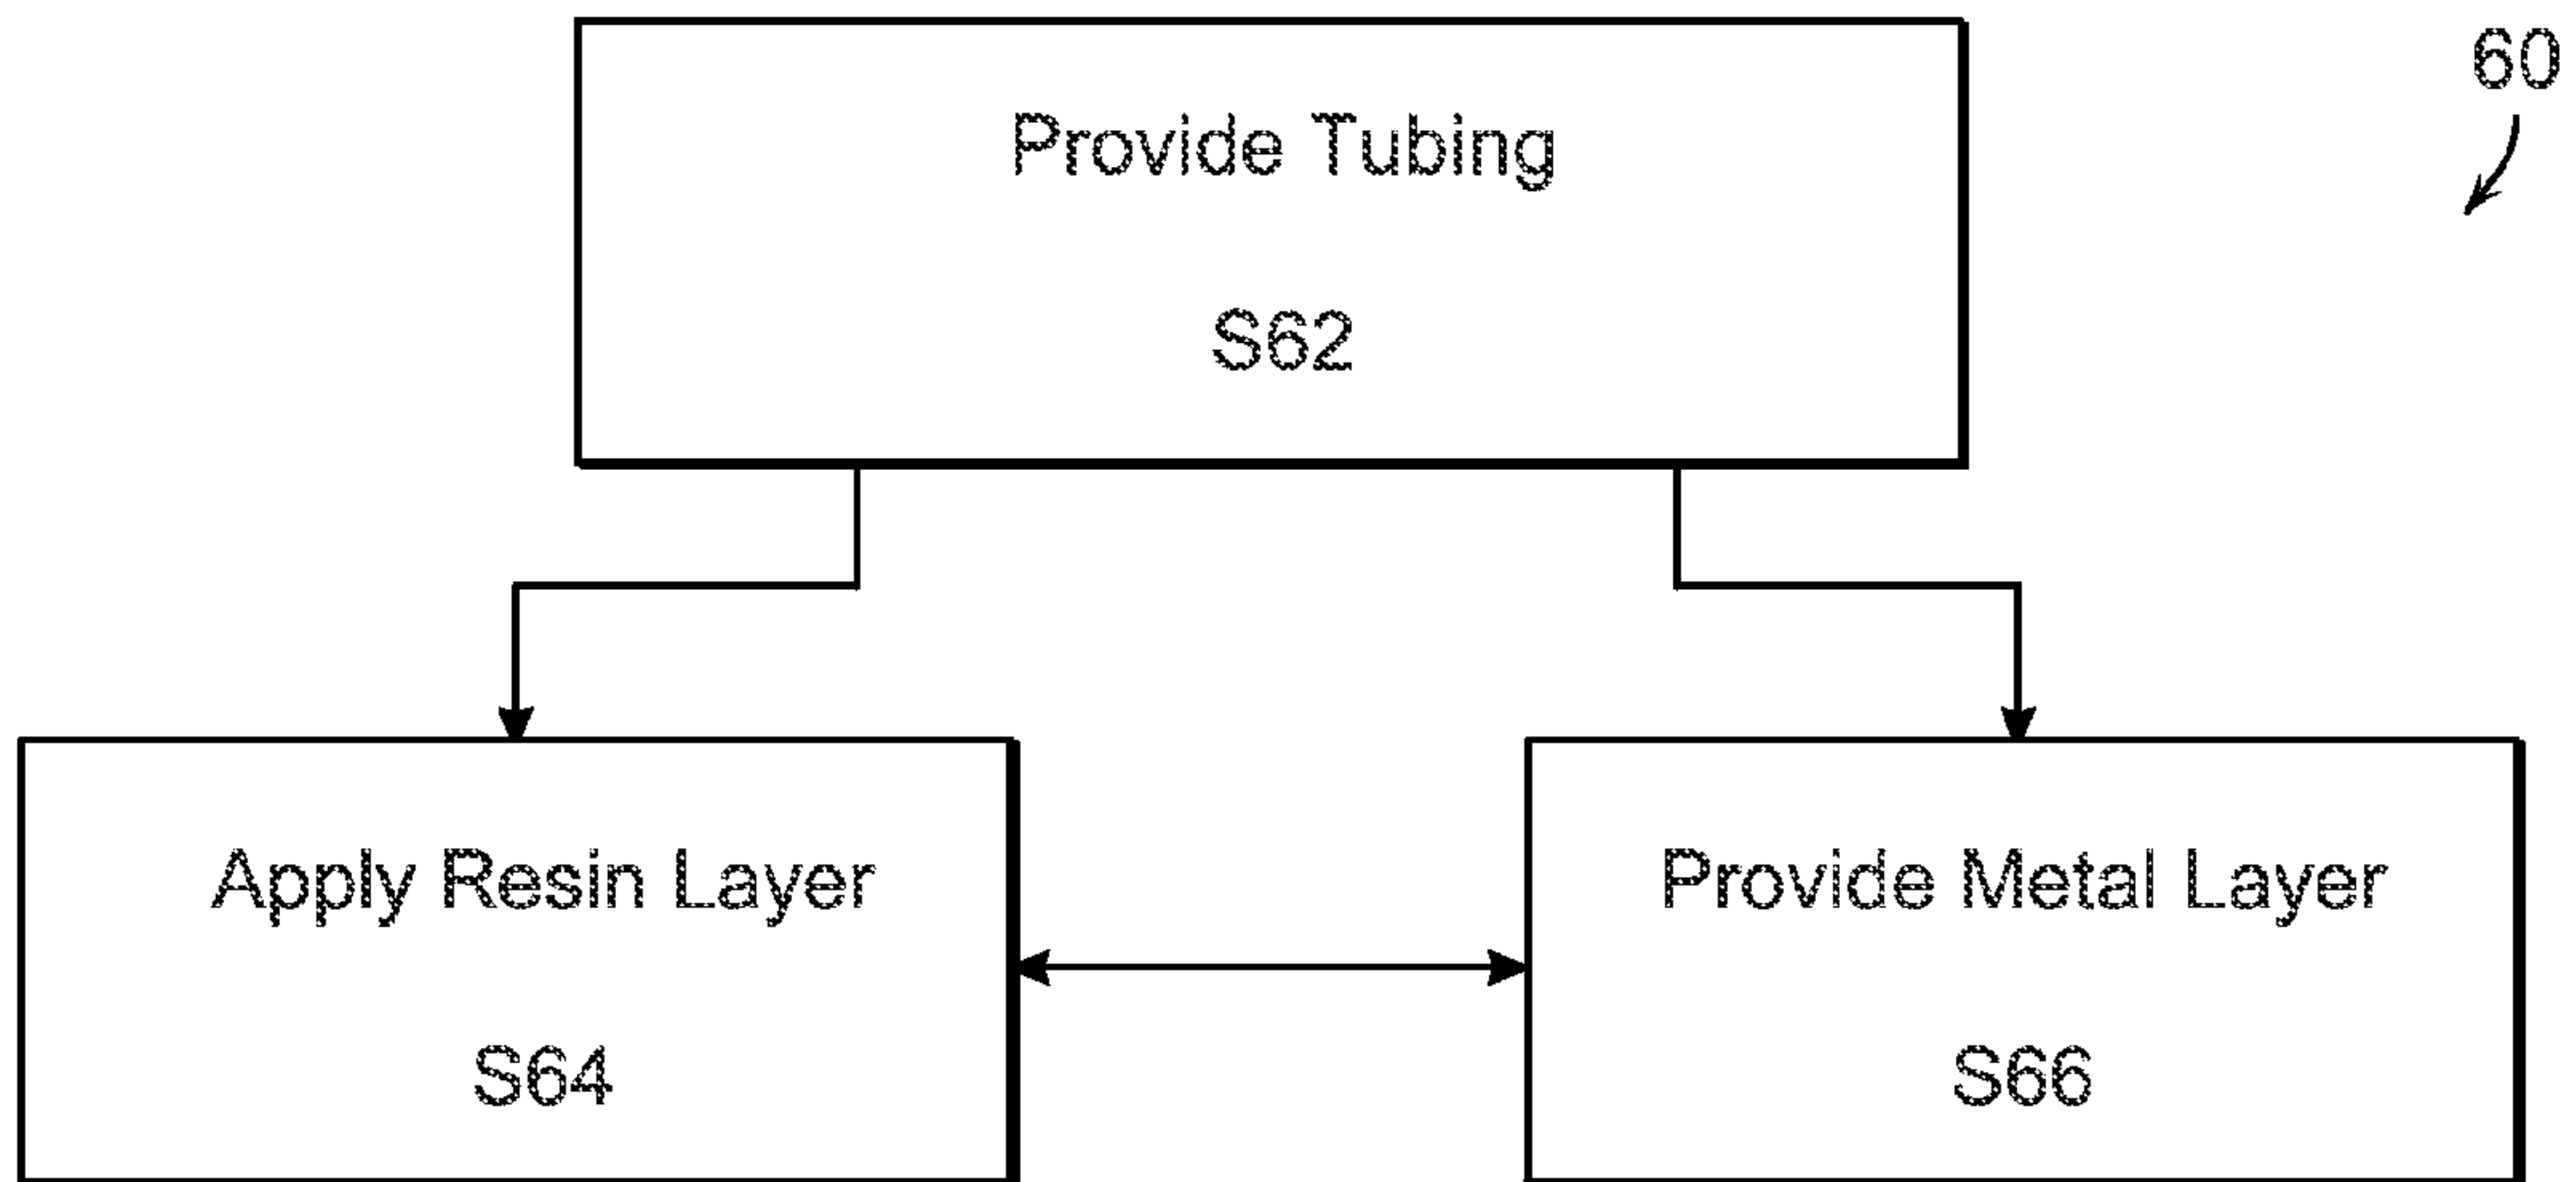 60
Provide Tubing
S62
Apply Resin Layer
S64
Provide Metal Layer
S66